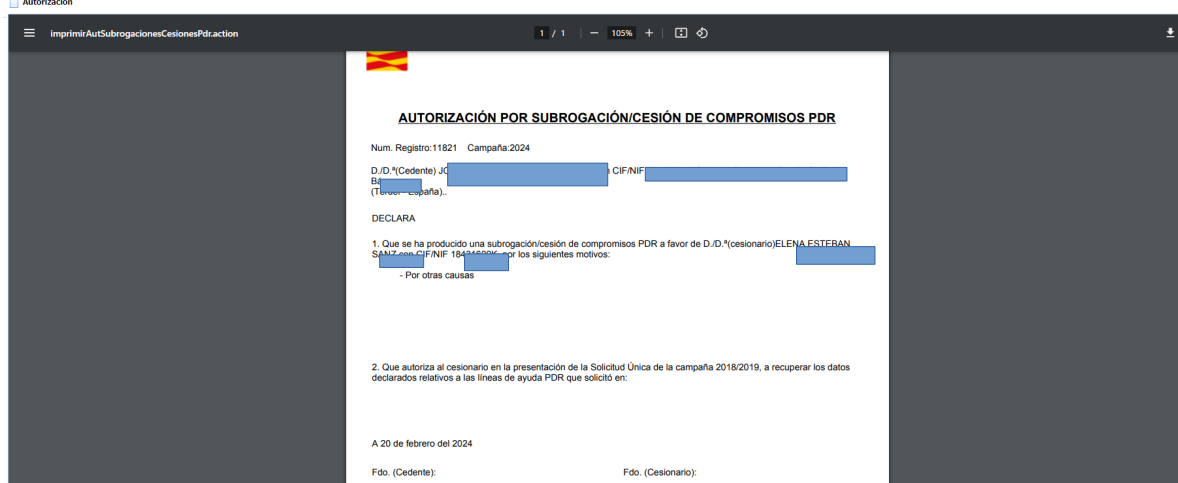 Autorización
imprimirAutSubrogacionesCesionesPdr.action
1 / 1 − 105% +
AUTORIZACIÓN POR SUBROGACIÓN/CESIÓN DE COMPROMISOS PDR
Num. Registro:11821 Campaña:2024
D./D.ª(Cedente) CIF/NIF
España)..
DECLARA
1. Que se ha producido una subrogación/cesión de compromisos PDR a favor de D./D.ª(cesionario)ELENA ESTEBAN
SANZ con CIF/NIF por los siguientes motivos:
- Por otras causas
2. Que autoriza al cesionario en la presentación de la Solicitud Única de la campaña 2018/2019, a recuperar los datos
declarados relativos a las líneas de ayuda PDR que solicitó en:
A 20 de febrero del 2024
Fdo. (Cedente): Fdo. (Cesionario):